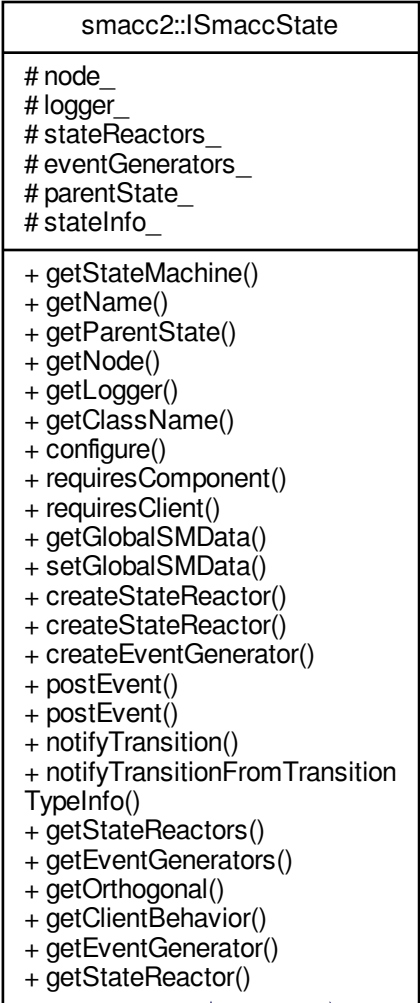 smacc2::ISmaccState
# node_
# logger_
# stateReactors_
# eventGenerators_
# parentState_
# stateInfo_
+ getStateMachine()
+ getName()
+ getParentState()
+ getNode()
+ getLogger()
+ getClassName()
+ configure()
+ requiresComponent()
+ requiresClient()
+ getGlobalSMData()
+ setGlobalSMData()
+ createStateReactor()
+ createStateReactor()
+ createEventGenerator()
+ postEvent()
+ postEvent()
+ notifyTransition()
+ notifyTransitionFromTransition
TypeInfo()
+ getStateReactors()
+ getEventGenerators()
+ getOrthogonal()
+ getClientBehavior()
+ getEventGenerator()
+ getStateReactor()